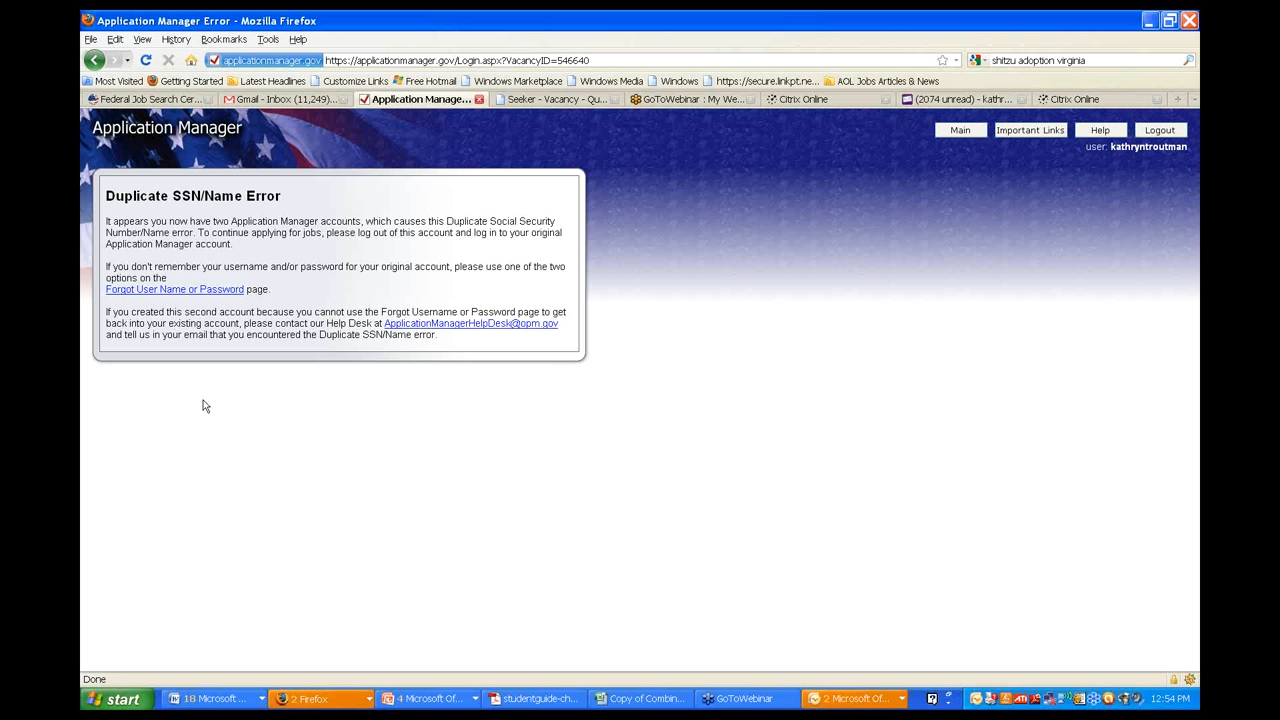 Application Manager Error - Mozilla Firefox
File Edit View History Bookmarks Tools Help
applicationmanager.gov https://applicationmanager.gov/Login.aspx?VacancyID=546640 shitzu adoption virginia
Most Visited Getting Started Latest Headlines Customize Links Free Hotmail Windows Marketplace Windows Media Windows https://secure.linkpt.ne... AOL Jobs Articles & News
Federal Job Search Cer... Gmail - Inbox (11,249)... Application Manage... Seeker - Vacancy - Qu... GoToWebinar : My We... Citrix Online (2074 unread) - kathr... Citrix Online
Application Manager
Main Important Links Help Logout
user: kathryntroutman
Duplicate SSN/Name Error
It appears you now have two Application Manager accounts, which causes this Duplicate Social Security
Number/Name error. To continue applying for jobs, please log out of this account and log in to your original
Application Manager account.
If you don't remember your username and/or password for your original account, please use one of the two
options on the
Forgot User Name or Password page.
If you created this second account because you cannot use the Forgot Username or Password page to get
back into your existing account, please contact our Help Desk at ApplicationManagerHelpDesk@opm.gov
and tell us in your email that you encountered the Duplicate SSN/Name error.
Done
start 18 Microsoft ... 2 Firefox 4 Microsoft Of... studentguide-ch... Copy of Combin... GoToWebinar 2 Microsoft Of... 12:54 PM